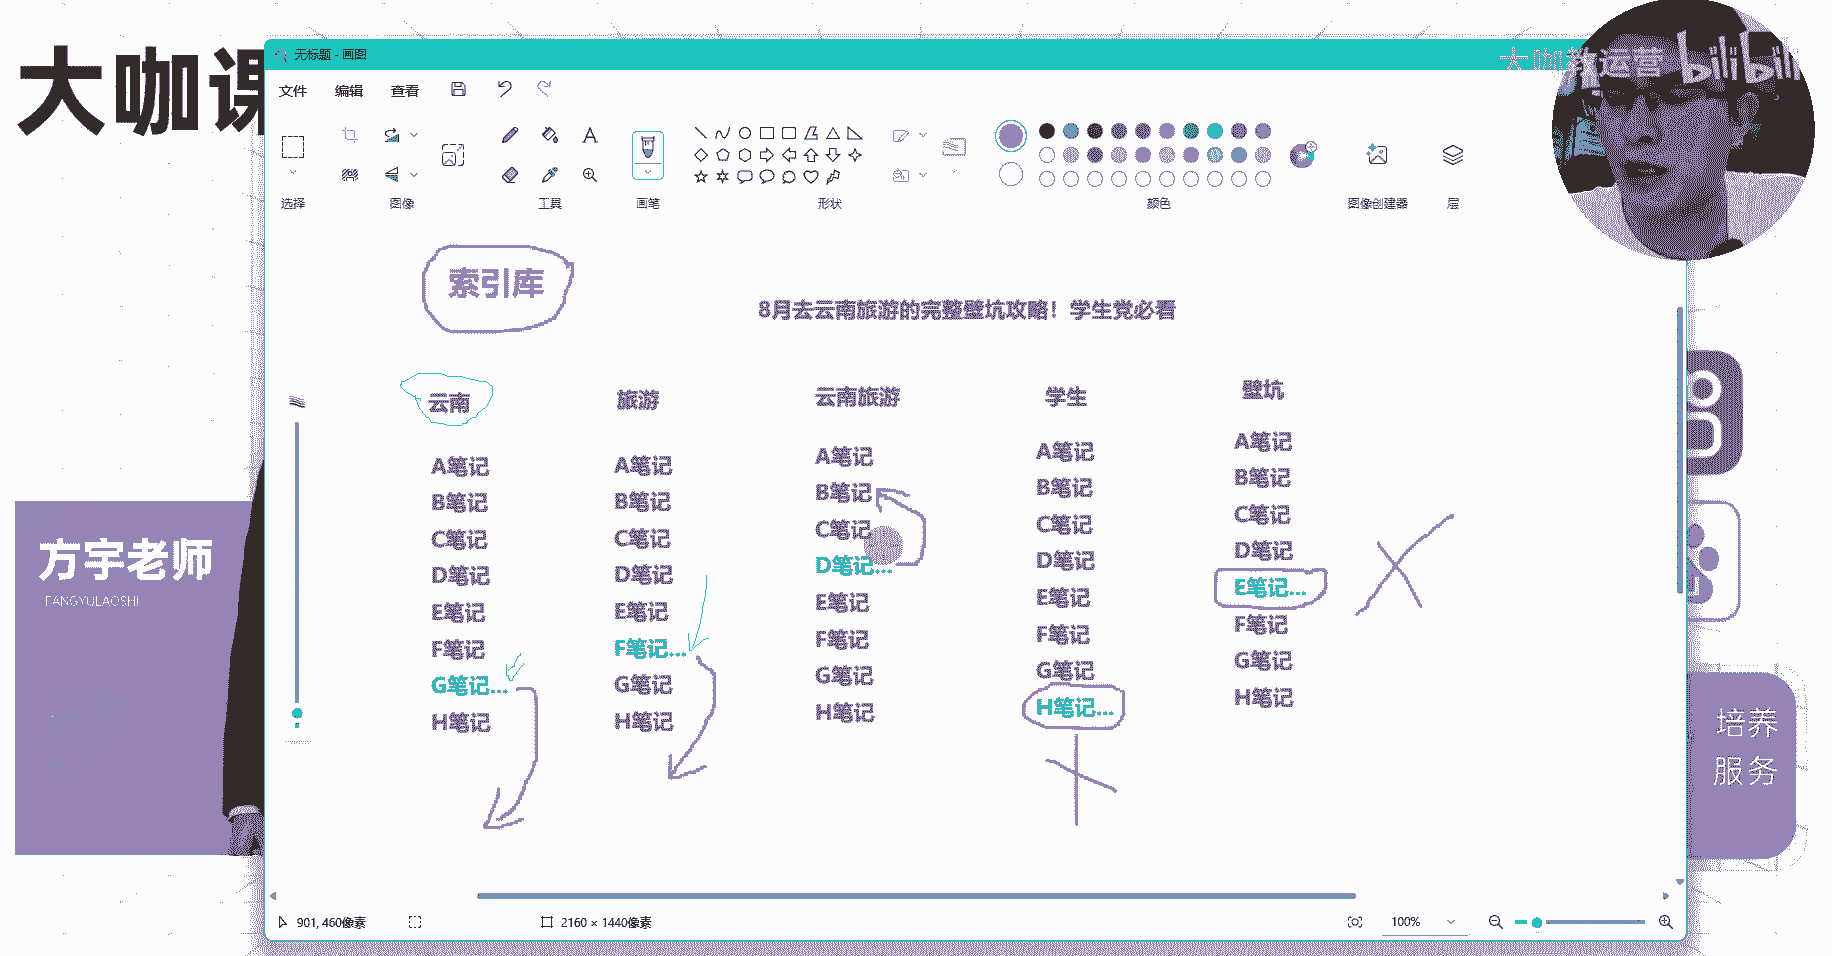 大咖课
大咖教运营 bilibili
无标题 - 画图
文件 编辑 查看
选择 图像 工具 画笔 形状 颜色 图像创建器 层
索引库
8月去云南旅游的完整壁坑攻略！学生党必看
云南 旅游 云南旅游 学生 壁坑
A笔记 A笔记 A笔记 A笔记 A笔记
B笔记 B笔记 B笔记 B笔记 B笔记
C笔记 C笔记 C笔记 C笔记 C笔记
D笔记 D笔记 D笔记... D笔记 D笔记
E笔记 E笔记 E笔记 E笔记 E笔记...
F笔记 F笔记... F笔记 F笔记 F笔记
G笔记... G笔记 G笔记 G笔记 G笔记
H笔记 H笔记 H笔记 H笔记... H笔记
方宇老师
FANGYULAOSHI
培养
服务
901, 460像素 2160 × 1440像素 100%